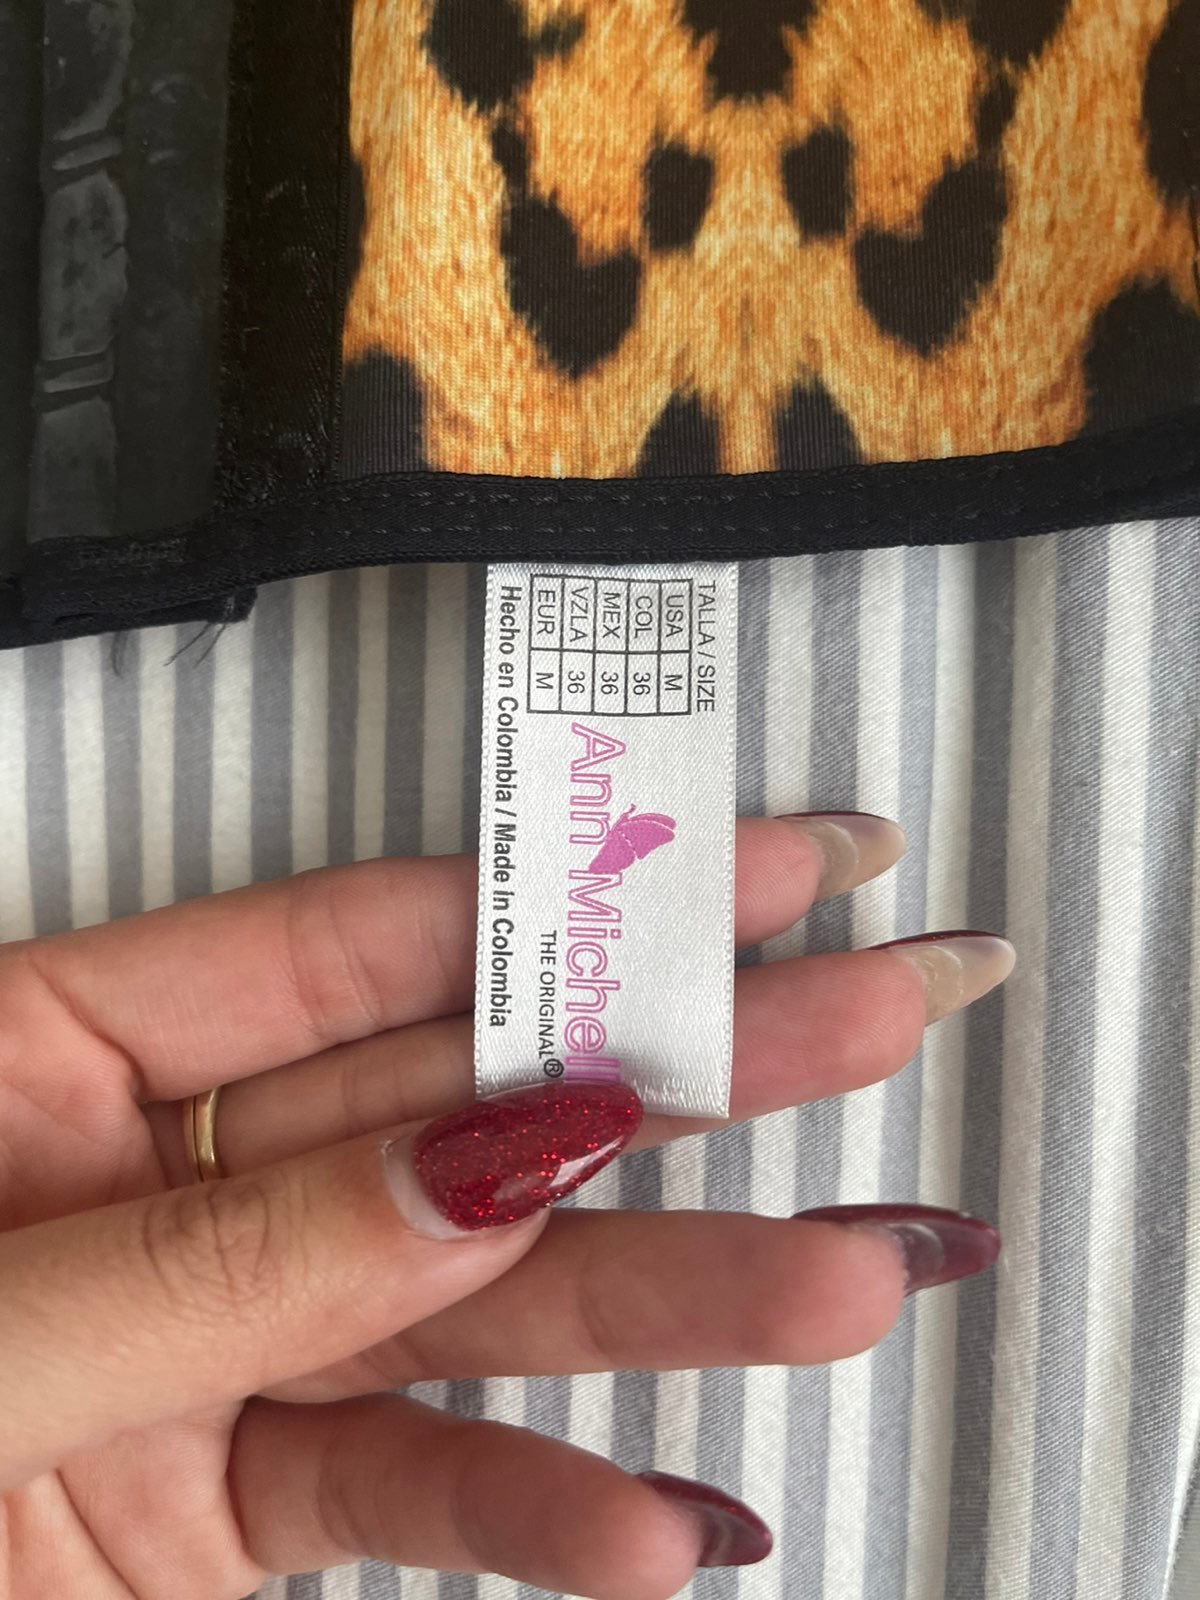 TALLA / SIZE
USA M
COL 36
MEX 36
VZLA 36
EUR M
Ann Michell
THE ORIGINAL®
Hecho en Colombia / Made in Colombia